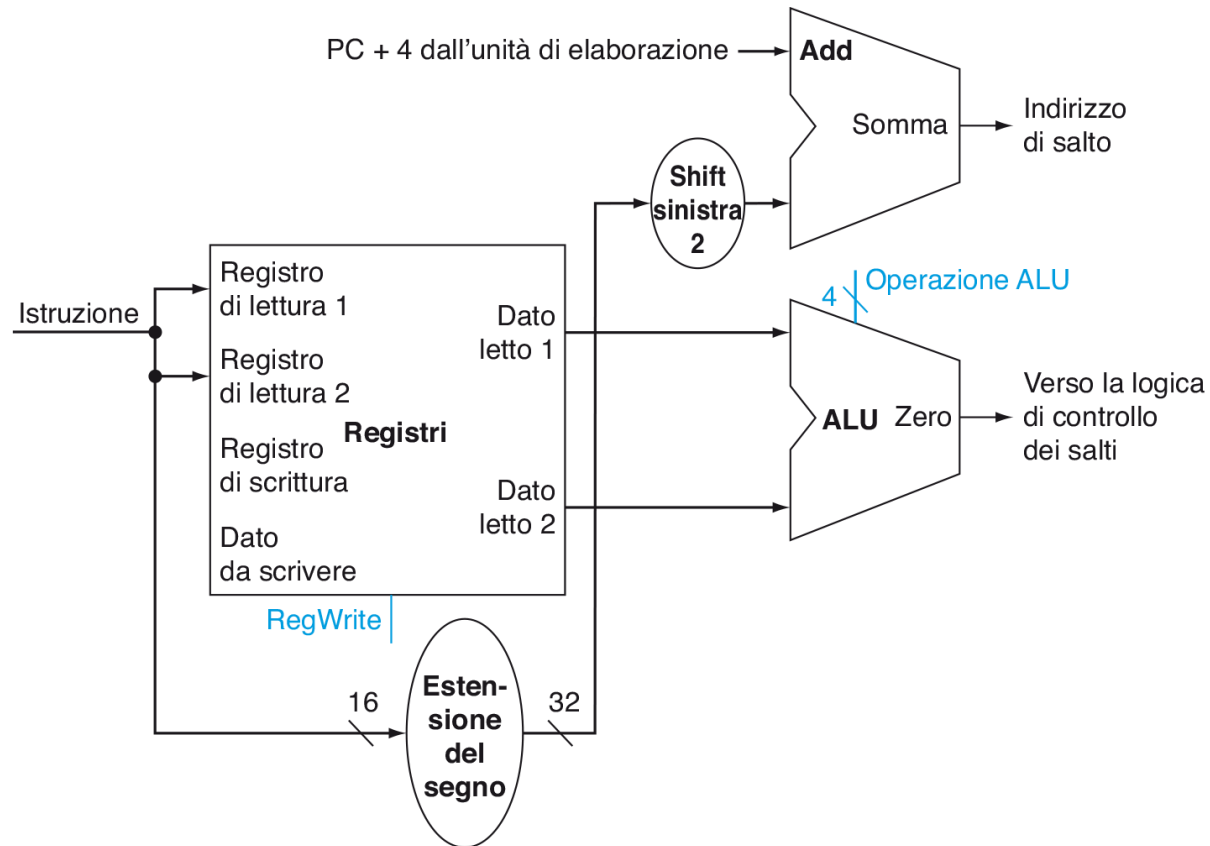 PC + 4 dall'unità di elaborazione
Add
Somma
Indirizzo
di salto
Shift
sinistra
2
Istruzione
Registro
di lettura 1
Registro
di lettura 2
Registri
Registro
di scrittura
Dato
da scrivere
Dato
letto 1
Dato
letto 2
4
Operazione ALU
ALU
Zero
Verso la logica
di controllo
dei salti
RegWrite
16
Esten-
sione
del
segno
32